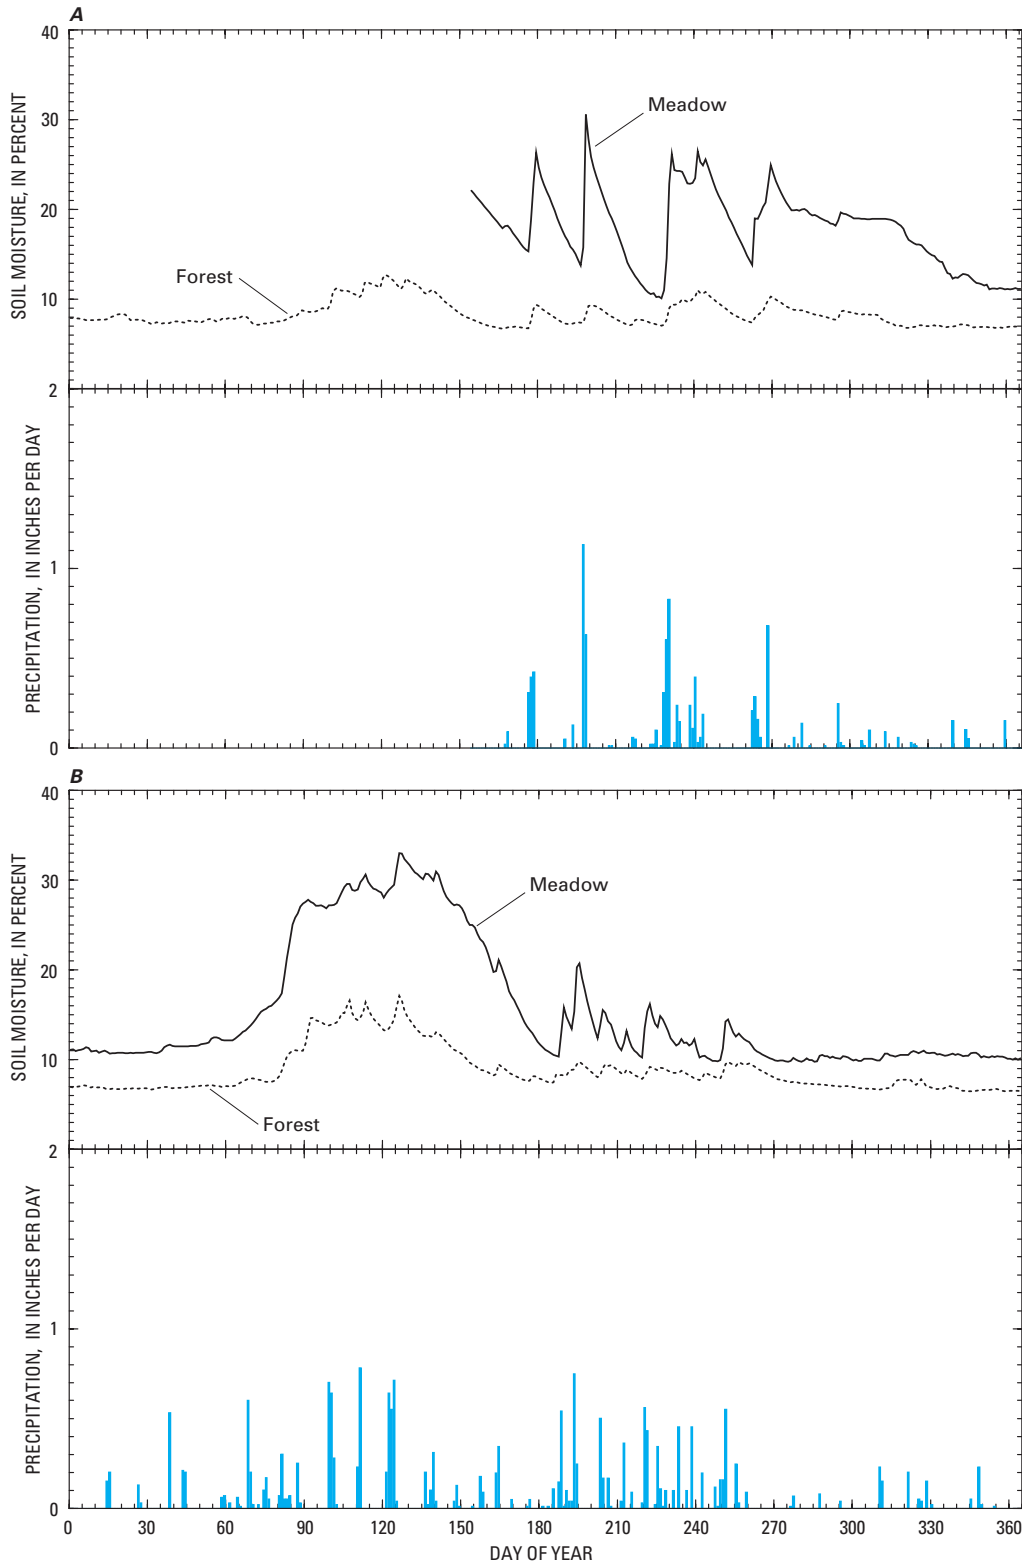 A
40
30
20
10
2
SOIL MOISTURE, IN PERCENT
Meadow
Forest
1
0
PRECIPITATION, IN INCHES PER DAY
B
40
30
20
10
0
2
SOIL MOISTURE, IN PERCENT
Meadow
Forest
1
0
PRECIPITATION, IN INCHES PER DAY
0 30 60 90 120 150 180 210 240 270 300 330 360
DAY OF YEAR